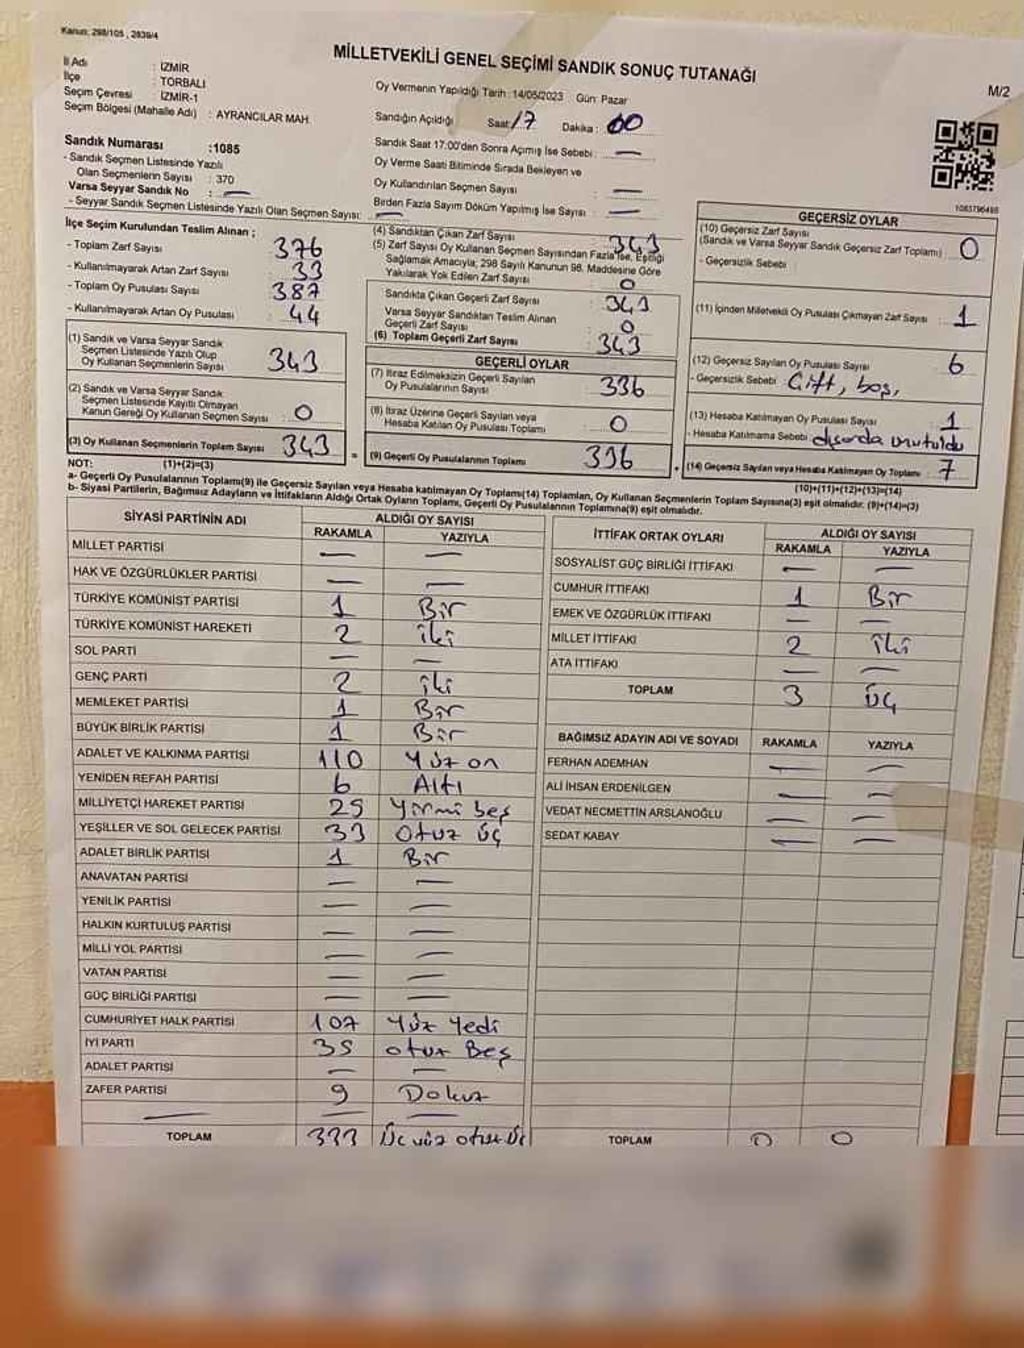 Kanun: 298/105 , 2839/4
MİLLETVEKİLİ GENEL SEÇİMİ SANDIK SONUÇ TUTANAĞI
M/2
İl Adı : İZMİR
İlçe : TORBALI
Seçim Çevresi : İZMİR-1
Seçim Bölgesi (Mahalle Adı) : AYRANCILAR MAH.
Sandık Numarası :1085
- Sandık Seçmen Listesinde Yazılı
Olan Seçmenlerin Sayısı : 370
Varsa Seyyar Sandık No : —
- Seyyar Sandık Seçmen Listesinde Yazılı Olan Seçmen Sayısı: —
Oy Vermenin Yapıldığı Tarih :14/05/2023 Gün: Pazar
Sandığın Açıldığı Saat: 17 Dakika : 00
Sandık Saat 17:00'den Sonra Açımış İse Sebebi : —
Oy Verme Saati Bitiminde Sırada Bekleyen ve
Oy Kullandırılan Seçmen Sayısı : —
Birden Fazla Sayım Döküm Yapılmış İse Sayısı : —
1083796488
İlçe Seçim Kurulundan Teslim Alınan ;
- Toplam Zarf Sayısı : 376
- Kullanılmayarak Artan Zarf Sayısı : 33
- Toplam Oy Pusulası Sayısı : 387
- Kullanılmayarak Artan Oy Pusulası : 44
(1) Sandık ve Varsa Seyyar Sandık
Seçmen Listesinde Yazılı Olup
Oy Kullanan Seçmenlerin Sayısı : 343
(2) Sandık ve Varsa Seyyar Sandık
Seçmen Listesinde Kayıtlı Olmayan
Kanun Gereği Oy Kullanan Seçmen Sayısı : 0
(3) Oy Kullanan Seçmenlerin Toplam Sayısı : 343
(1)+(2)=(3)
(4) Sandıktan Çıkan Zarf Sayısı : 343
(5) Zarf Sayısı Oy Kullanan Seçmen Sayısından Fazla İse, Eşitliği
Sağlamak Amacıyla, 298 Sayılı Kanunun 98. Maddesine Göre
Yakılarak Yok Edilen Zarf Sayısı : 0
Sandıkta Çıkan Geçerli Zarf Sayısı : 343
Varsa Seyyar Sandıktan Teslim Alınan
Geçerli Zarf Sayısı : 0
(6) Toplam Geçerli Zarf Sayısı : 343
GEÇERLİ OYLAR
(7) İtiraz Edilmeksizin Geçerli Sayılan
Oy Pusulalarının Sayısı : 336
(8) İtiraz Üzerine Geçerli Sayılan veya
Hesaba Katılan Oy Pusulası Toplamı : 0
= (9) Geçerli Oy Pusulalarının Toplamı : 336
GEÇERSİZ OYLAR
(10) Geçersiz Zarf Sayısı
(Sandık ve Varsa Seyyar Sandık Geçersiz Zarf Toplamı) : 0
- Geçersizlik Sebebi :
(11) İçinden Milletvekili Oy Pusulası Çıkmayan Zarf Sayısı : 1
(12) Geçersiz Sayılan Oy Pusulası Sayısı : 6
- Geçersizlik Sebebi : Çift, boş,
(13) Hesaba Katılmayan Oy Pusulası Sayısı : 1
- Hesaba Katılmama Sebebi : dışarda unutuldu
+ (14) Geçersiz Sayılan veya Hesaba Katılmayan Oy Toplamı : 7
(10)+(11)+(12)+(13)=(14)
NOT:
a- Geçerli Oy Pusulalarının Toplamı(9) ile Geçersiz Sayılan veya Hesaba katılmayan Oy Toplamı(14) Toplamları, Oy Kullanan Seçmenlerin Toplam Sayısına(3) eşit olmalıdır. (9)+(14)=(3)
b- Siyasi Partilerin, Bağımsız Adayların ve İttifakların Aldığı Ortak Oyların Toplamı, Geçerli Oy Pusulalarının Toplamına(9) eşit olmalıdır.
SİYASİ PARTİNİN ADI ALDIĞI OY SAYISI
RAKAMLA YAZIYLA
MİLLET PARTİSİ — —
HAK VE ÖZGÜRLÜKLER PARTİSİ — —
TÜRKİYE KOMÜNİST PARTİSİ 1 Bir
TÜRKİYE KOMÜNİST HAREKETİ 2 iki
SOL PARTİ — —
GENÇ PARTİ 2 iki
MEMLEKET PARTİSİ 1 Bir
BÜYÜK BİRLİK PARTİSİ 1 Bir
ADALET VE KALKINMA PARTİSİ 110 Yüz on
YENİDEN REFAH PARTİSİ 6 Altı
MİLLİYETÇİ HAREKET PARTİSİ 25 Yirmi beş
YEŞİLLER VE SOL GELECEK PARTİSİ 33 Otuz üç
ADALET BİRLİK PARTİSİ 1 Bir
ANAVATAN PARTİSİ — —
YENİLİK PARTİSİ — —
HALKIN KURTULUŞ PARTİSİ — —
MİLLİ YOL PARTİSİ — —
VATAN PARTİSİ — —
GÜÇ BİRLİĞİ PARTİSİ — —
CUMHURİYET HALK PARTİSİ 107 Yüz Yedi
İYİ PARTİ 35 otuz Beş
ADALET PARTİSİ — —
ZAFER PARTİSİ 9 Dokuz
— — —
TOPLAM 333 Üç yüz otuz üç
İTTİFAK ORTAK OYLARI ALDIĞI OY SAYISI
RAKAMLA YAZIYLA
SOSYALİST GÜÇ BİRLİĞİ İTTİFAKI — —
CUMHUR İTTİFAKI 1 Bir
EMEK VE ÖZGÜRLÜK İTTİFAKI — —
MİLLET İTTİFAKI 2 iki
ATA İTTİFAKI — —
TOPLAM 3 üç
BAĞIMSIZ ADAYIN ADI VE SOYADI RAKAMLA YAZIYLA
FERHAN ADEMHAN — —
ALİ İHSAN ERDENİLGEN — —
VEDAT NECMETTİN ARSLANOĞLU — —
SEDAT KABAY — —
TOPLAM 0 0